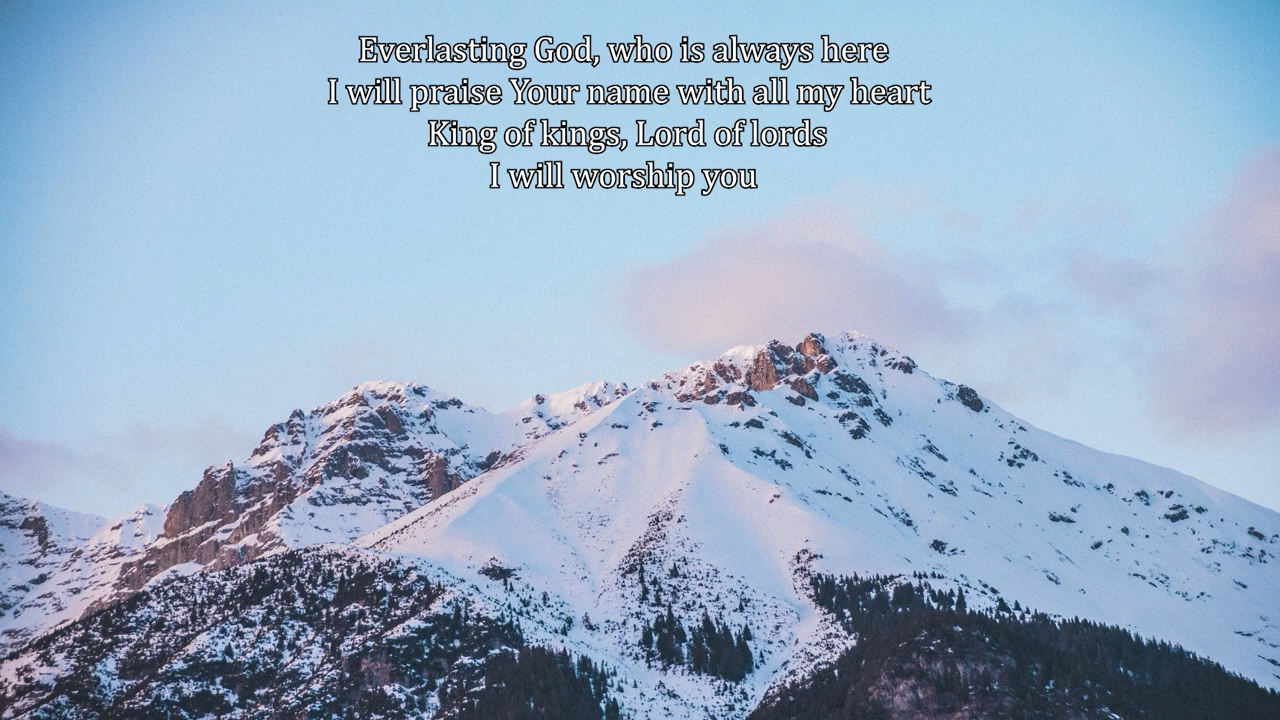 Everlasting God, who is always here
I will praise Your name with all my heart
King of kings, Lord of lords
I will worship you